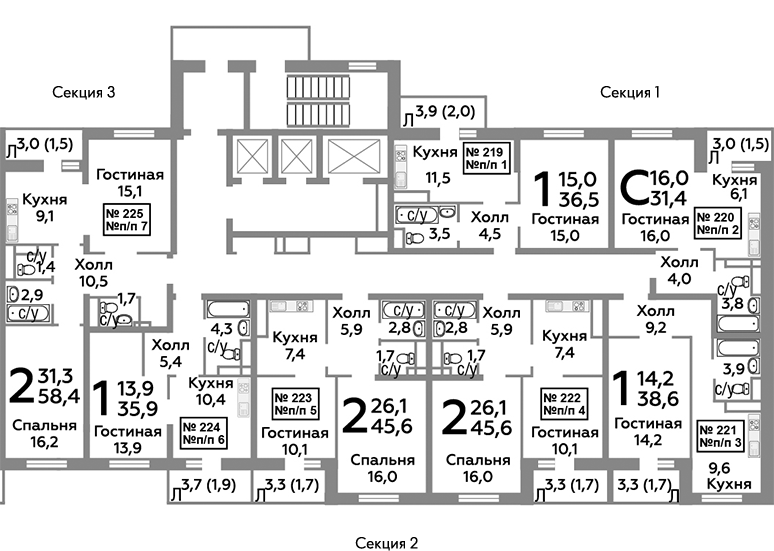 Секция 3
Секция 1
Л 3,9 (2,0)
Л 3,0 (1,5)
Л 3,0 (1,5)
Гостиная
15,1
№ 225
№п/п 7
Кухня
9,1
с/у
1,4
Холл
10,5
2,9
с/у
1,7
с/у
2 31,3
58,4
Спальня
16,2
Кухня
11,5
№ 219
№п/п 1
с/у
3,5
Холл
4,5
1 15,0
36,5
Гостиная
15,0
С 16,0
31,4
Гостиная
16,0
Кухня
6,1
№ 220
№п/п 2
Холл
4,0
с/у
3,8
1 13,9
35,9
Гостиная
13,9
Холл
5,4
4,3
с/у
Кухня
10,4
№ 224
№п/п 6
Л 3,7 (1,9)
Кухня
7,4
Холл
5,9
с/у
2,8
1,7
с/у
№ 223
№п/п 5
Гостиная
10,1
2 26,1
45,6
Спальня
16,0
Л 3,3 (1,7)
с/у
2,8
1,7
с/у
Холл
5,9
Кухня
7,4
2 26,1
45,6
Спальня
16,0
№ 222
№п/п 4
Гостиная
10,1
Л 3,3 (1,7)
Холл
9,2
1 14,2
38,6
Гостиная
14,2
3,9
с/у
№ 221
№п/п 3
9,6
Кухня
3,3 (1,7) Л
Секция 2